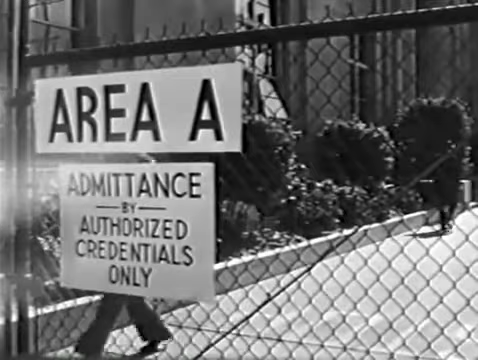 AREA A
ADMITTANCE
BY
AUTHORIZED
CREDENTIALS
ONLY